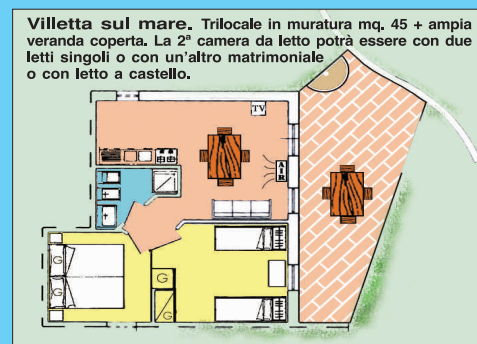 Villetta sul mare. Trilocale in muratura mq. 45 + ampia
veranda coperta. La 2ª camera da letto potrà essere con due
letti singoli o con un'altro matrimoniale
o con letto a castello.
TV
AIR
G
G
G
G